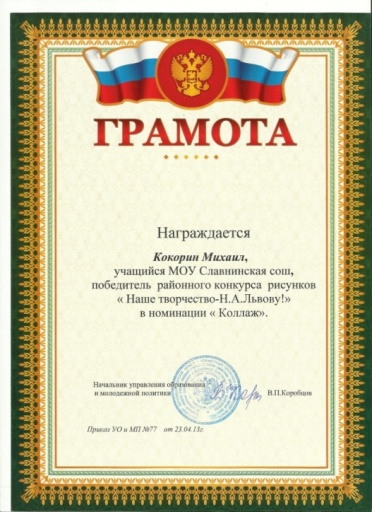 ГРАМОТА
Награждается
Кокорин Михаил,
учащийся МОУ Славнинская сош,
победитель районного конкурса рисунков
« Наше творчество-Н.А.Львову!»
в номинации « Коллаж».
Начальник управления образования
и молодежной политики
В.П.Коробцов
Приказ УО и МП №77 от 23.04.13г.